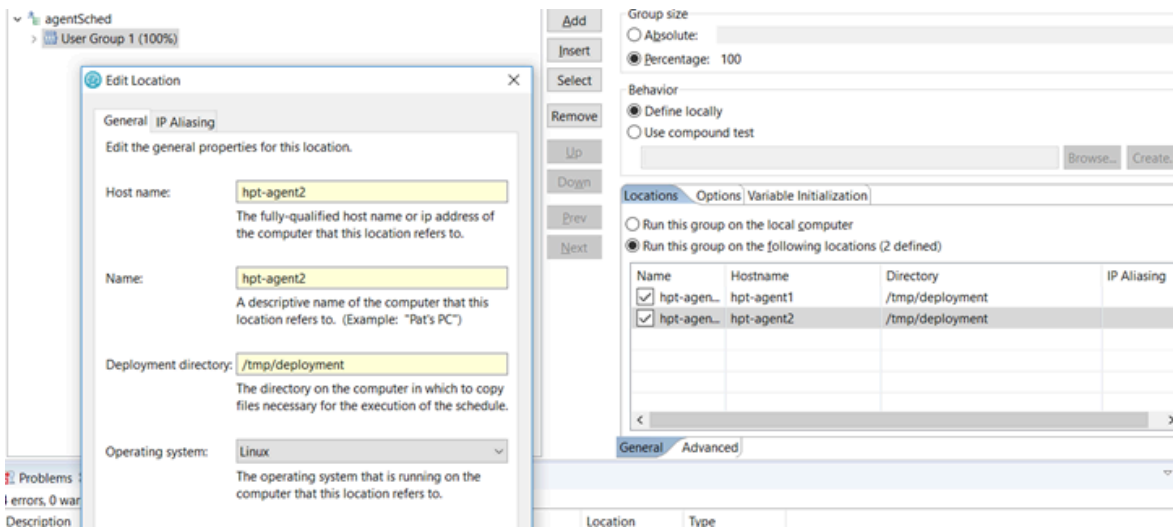 agentSched
User Group 1 (100%)
Edit Location
General IP Aliasing
Edit the general properties for this location.
Host name: hpt-agent2
The fully-qualified host name or ip address of
the computer that this location refers to.
Name: hpt-agent2
A descriptive name of the computer that this
location refers to. (Example: "Pat's PC")
Deployment directory: /tmp/deployment
The directory on the computer in which to copy
files necessary for the execution of the schedule.
Operating system: Linux
The operating system that is running on the
computer that this location refers to.
Problems
errors, 0 war
Description
Add
Insert
Select
Remove
Up
Down
Prev
Next
Group size
Absolute:
Percentage: 100
Behavior
Define locally
Use compound test
Browse... Create.
Locations Options Variable Initialization
Run this group on the local computer
Run this group on the following locations (2 defined)
Name Hostname Directory IP Aliasing
hpt-agen... hpt-agent1 /tmp/deployment
hpt-agen... hpt-agent2 /tmp/deployment
General Advanced
Location Type